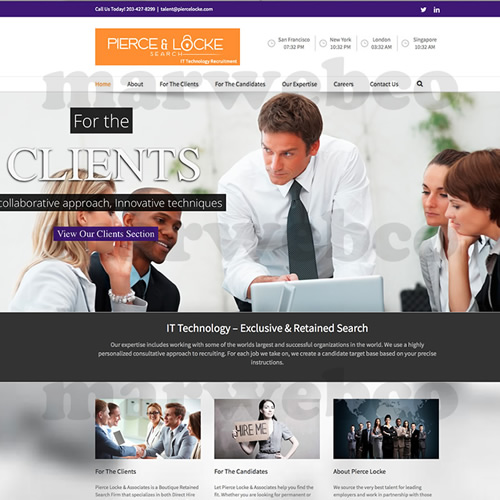 Call Us Today! 203-427-8299 | talent@piercelocke.com
PIERCE & LOCKE
SEARCH
IT Technology Recruitment
San Francisco
07:32 PM
New York
10:32 PM
London
03:32 AM
Singapore
10:32 AM
Home About For The Clients For The Candidates Our Expertise Careers Contact Us
marwebco
For the
CLIENTS
collaborative approach, Innovative techniques
View Our Clients Section
marwebco
IT Technology – Exclusive & Retained Search
Our expertise includes working with some of the worlds largest and successful organizations in the world. We use a highly
personalized consultative approach to recruiting. For each job we take on, we create a candidate target base based on your precise
instructions.
marwebco
HIRE ME
For The Clients
Pierce Locke & Associates is a Boutique Retained
Search Firm that specializes in both Direct Hire
For The Candidates
Let Pierce Locke & Associates help you find the
fit. Whether you are looking for permanent or
About Pierce Locke
We source the very best talent for leading
employers and work in partnership with them